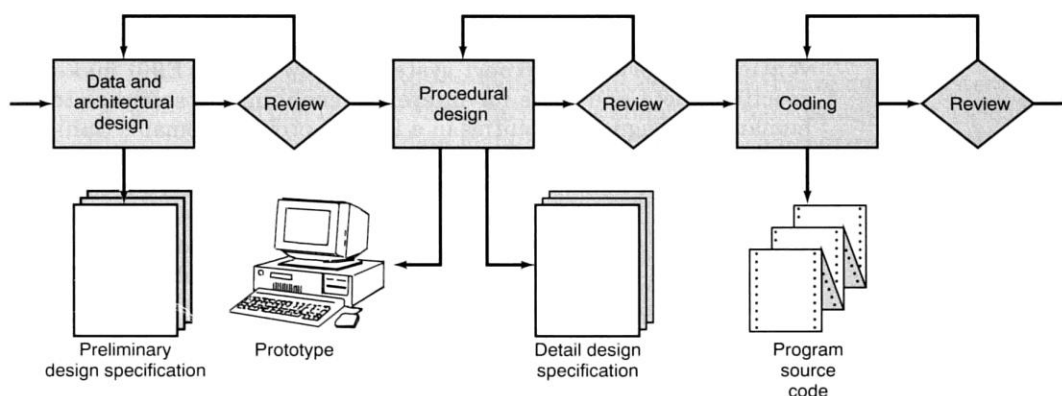 Data and
architectural
design
Review
Procedural
design
Review
Coding
Review
Preliminary
design specification
Prototype
Detail design
specification
Program
source
code